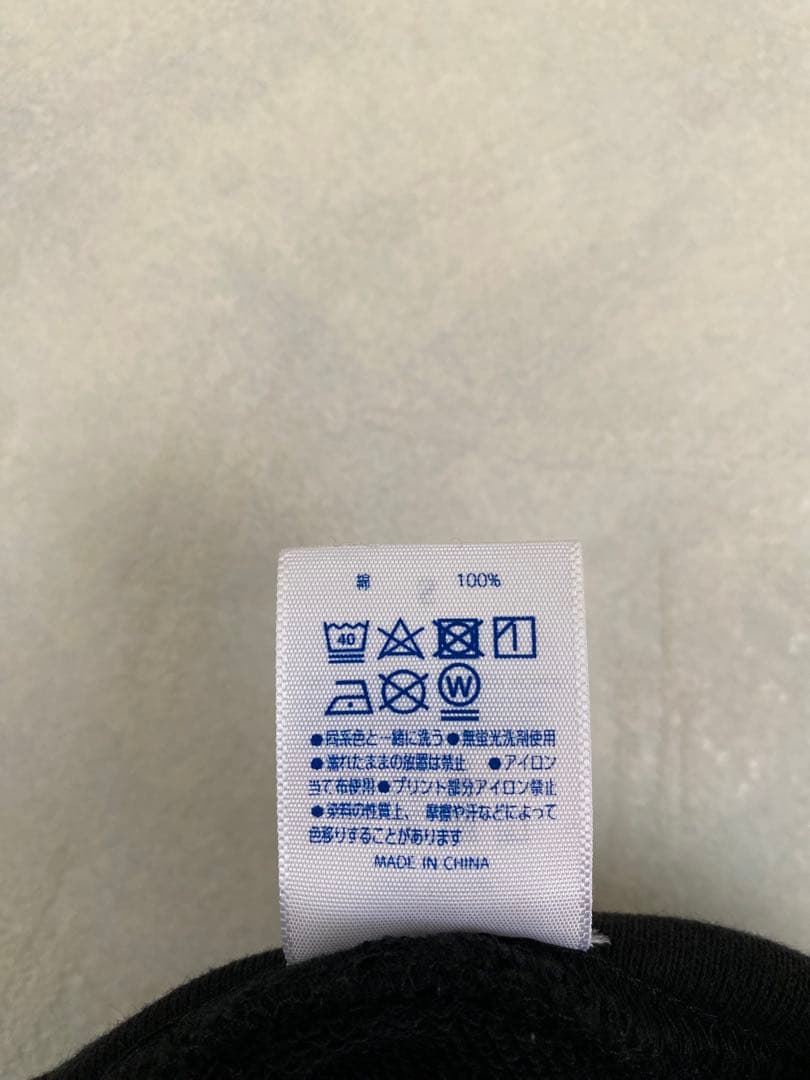 綿 100%
40
W
●同系色と一緒に洗う●無蛍光洗剤使用
●濡れたままの放置は禁止 ●アイロン
当て布使用●プリント部分アイロン禁止
●染料の性質上、摩擦や汗などによって
色移りすることがあります
MADE IN CHINA